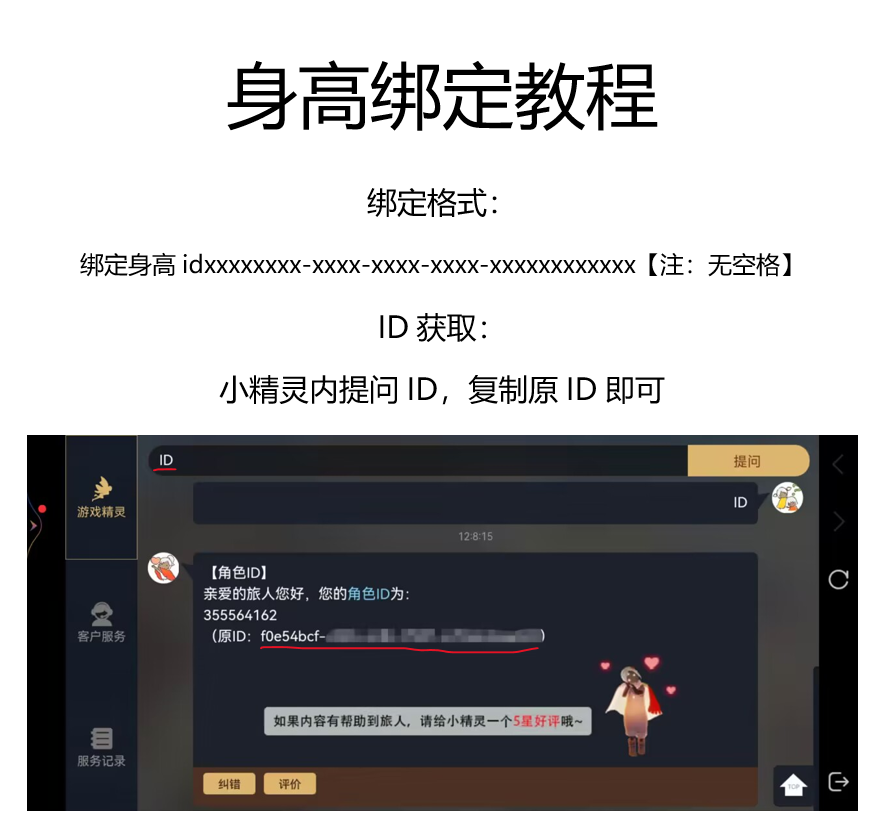 身高绑定教程
绑定格式：
绑定身高 idxxxxxxxx-xxxx-xxxx-xxxx-xxxxxxxxxxxx【注：无空格】
ID 获取：
小精灵内提问 ID，复制原 ID 即可
ID
提问
游戏精灵
ID
12:8:15
【角色ID】
亲爱的旅人您好，您的角色ID为：
355564162
（原ID：f0e54bcf-
)
客户服务
如果内容有帮助到旅人，请给小精灵一个5星好评哦~
服务记录
纠错
评价
TOP